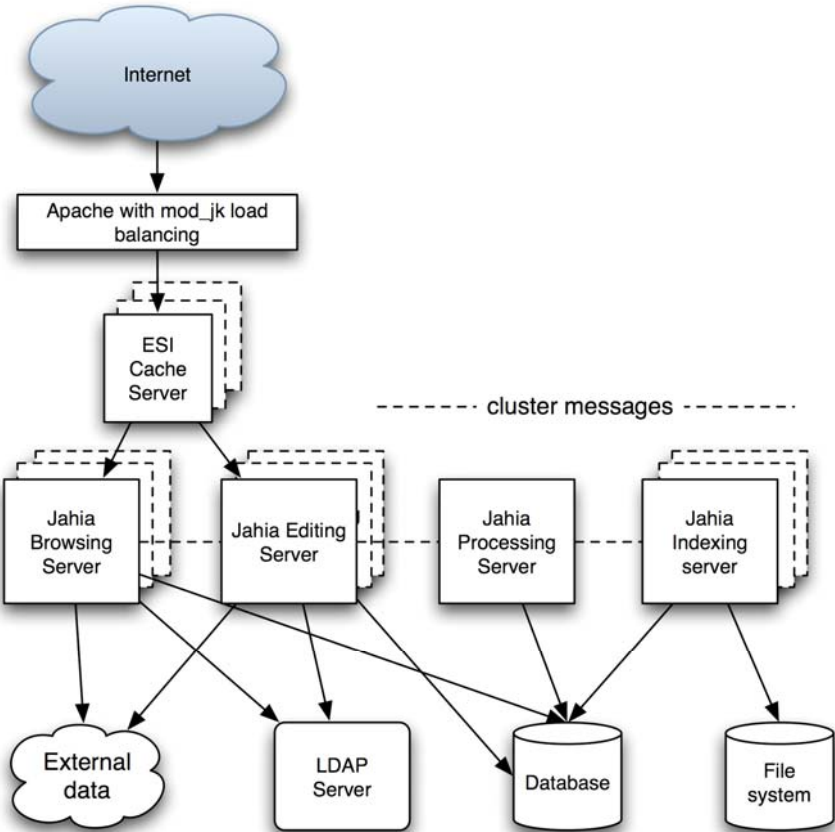 Internet
Apache with mod_jk load
balancing
ESI
Cache
Server
cluster messages
Jahia
Browsing
Server
Jahia Editing
Server
Jahia
Processing
Server
Jahia
Indexing
server
External
data
LDAP
Server
Database
File
system